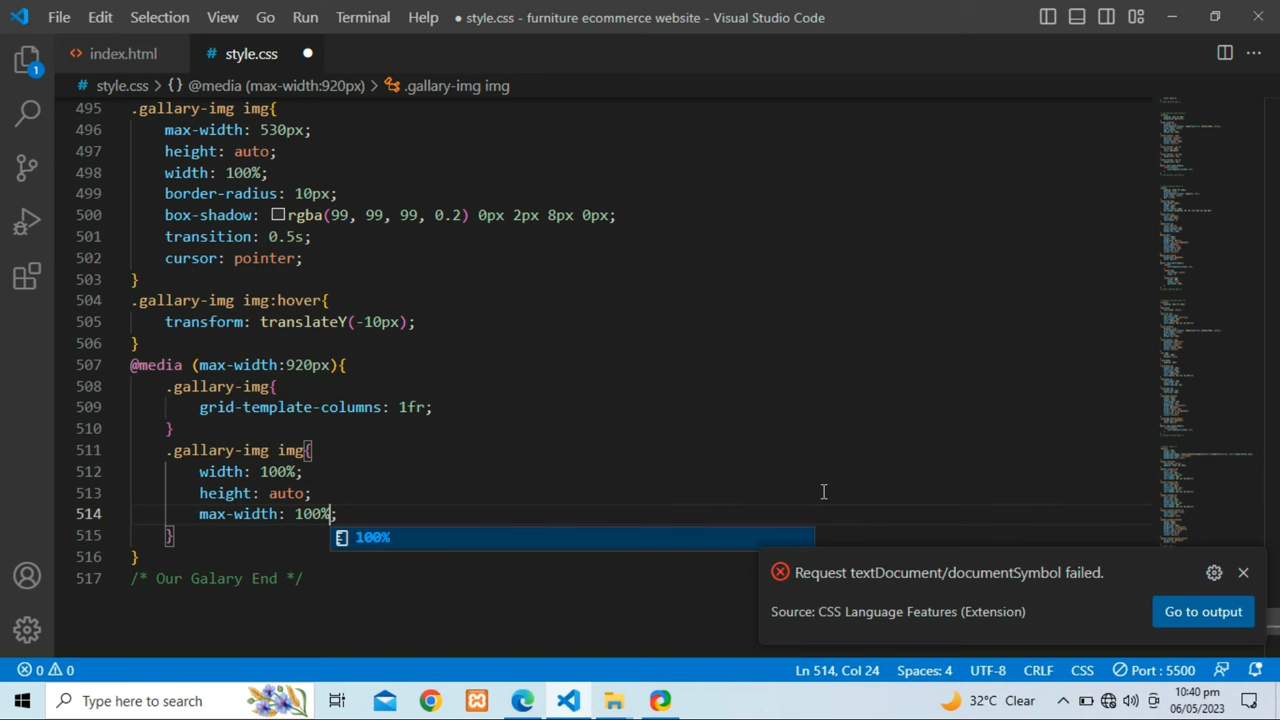 File Edit Selection View Go Run Terminal Help ● style.css - furniture ecommerce website - Visual Studio Code
<> index.html # style.css ●
# style.css > {} @media (max-width:920px) > .gallary-img img
495 .gallary-img img{
496 max-width: 530px;
497 height: auto;
498 width: 100%;
499 border-radius: 10px;
500 box-shadow: rgba(99, 99, 99, 0.2) 0px 2px 8px 0px;
501 transition: 0.5s;
502 cursor: pointer;
503 }
504 .gallary-img img:hover{
505 transform: translateY(-10px);
506 }
507 @media (max-width:920px){
508 .gallary-img{
509 grid-template-columns: 1fr;
510 }
511 .gallary-img img{
512 width: 100%;
513 height: auto;
514 max-width: 100%;
515 }
100%
516 }
517 /* Our Galary End */
Request textDocument/documentSymbol failed.
Source: CSS Language Features (Extension)
Go to output
1
0 0 Ln 514, Col 24 Spaces: 4 UTF-8 CRLF CSS Port : 5500
Type here to search 32°C Clear 10:40 pm
06/05/2023